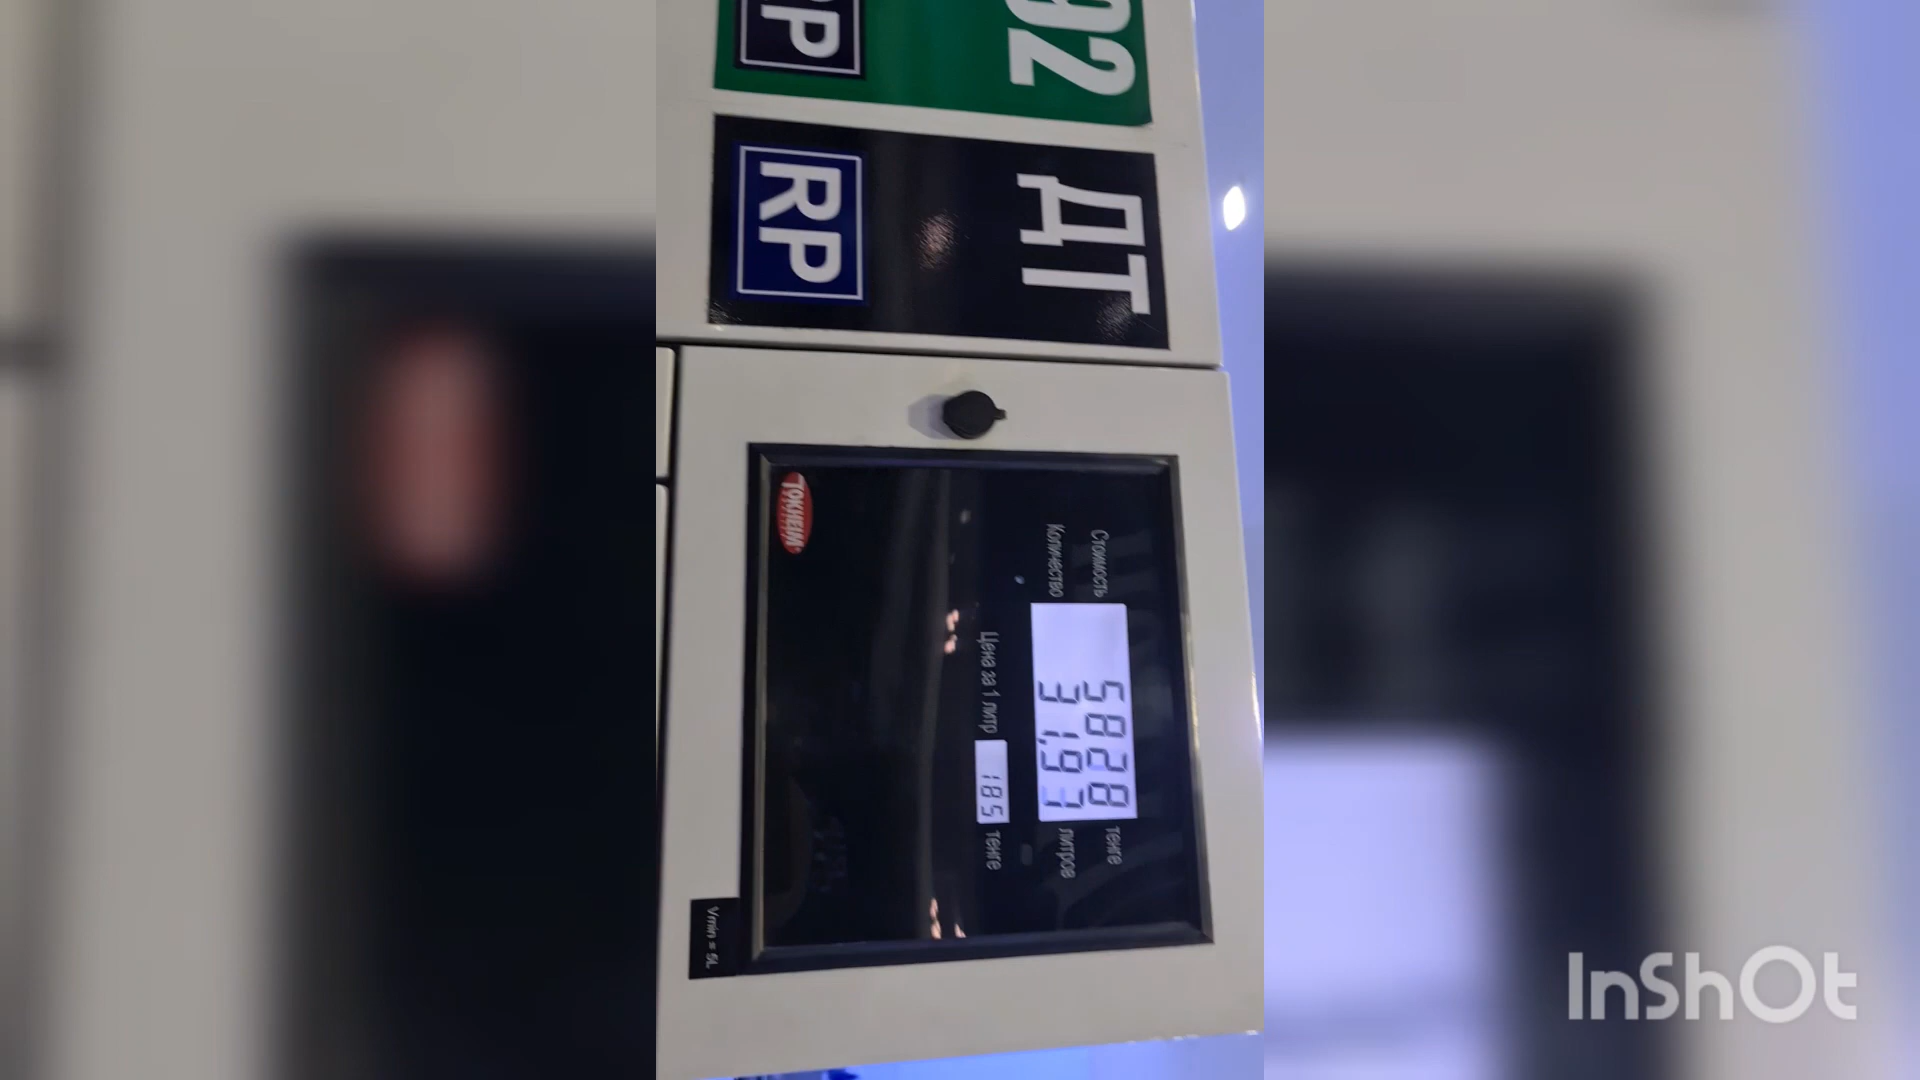 92
ДТ
RP
RP
Стоимость 5828 тенге
Количество 31,93 литров
Цена за 1 литр 185 тенге
TOKHEIM
Vmin = 5L
InShOt